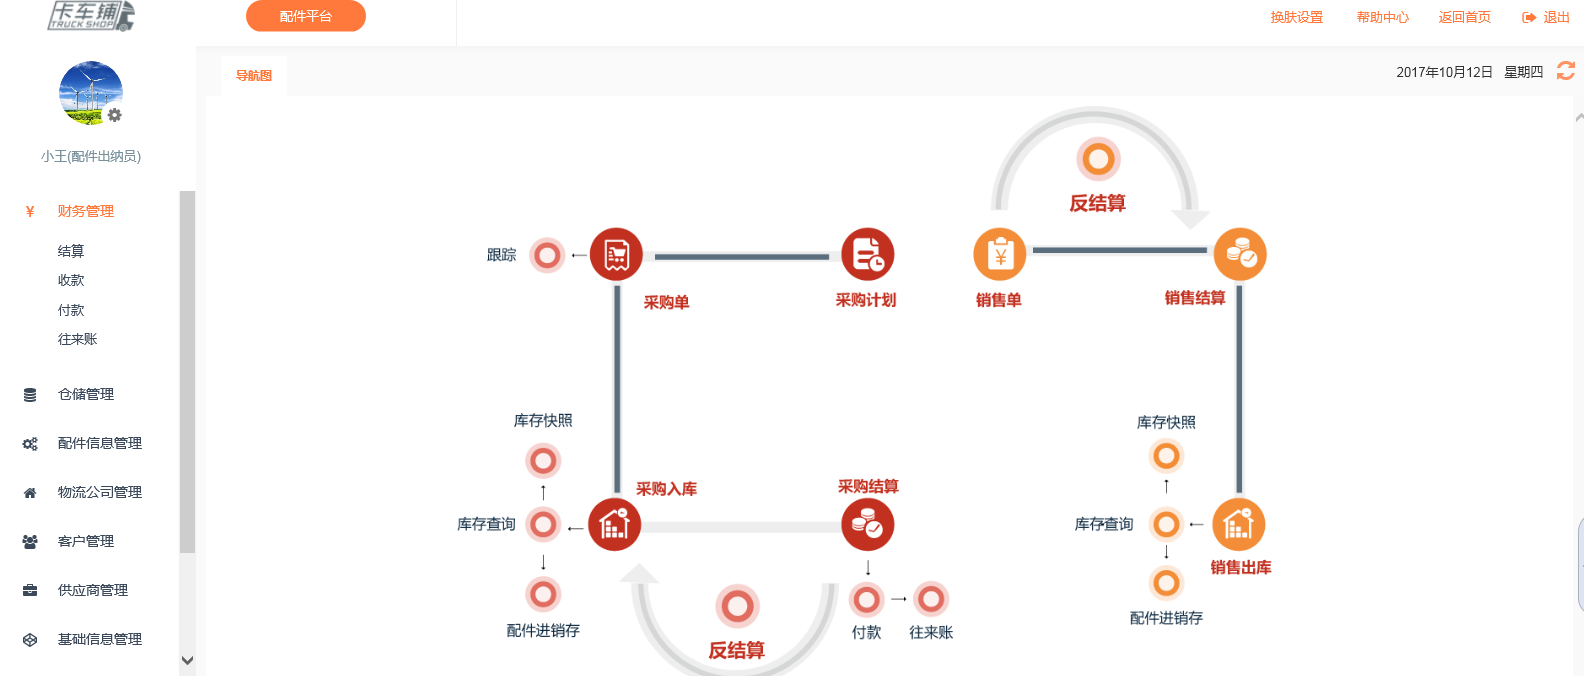 卡车铺
TRUCK SHOP
配件平台
换肤设置
帮助中心
返回首页
退出
导航图
2017年10月12日 星期四
小王(配件出纳员)
¥ 财务管理
结算
收款
付款
往来账
仓储管理
配件信息管理
物流公司管理
客户管理
供应商管理
基础信息管理
反结算
跟踪
采购单
采购计划
¥
销售单
销售结算
库存快照
采购入库
采购结算
库存查询
配件进销存
反结算
付款
往来账
库存快照
库存查询
销售出库
配件进销存